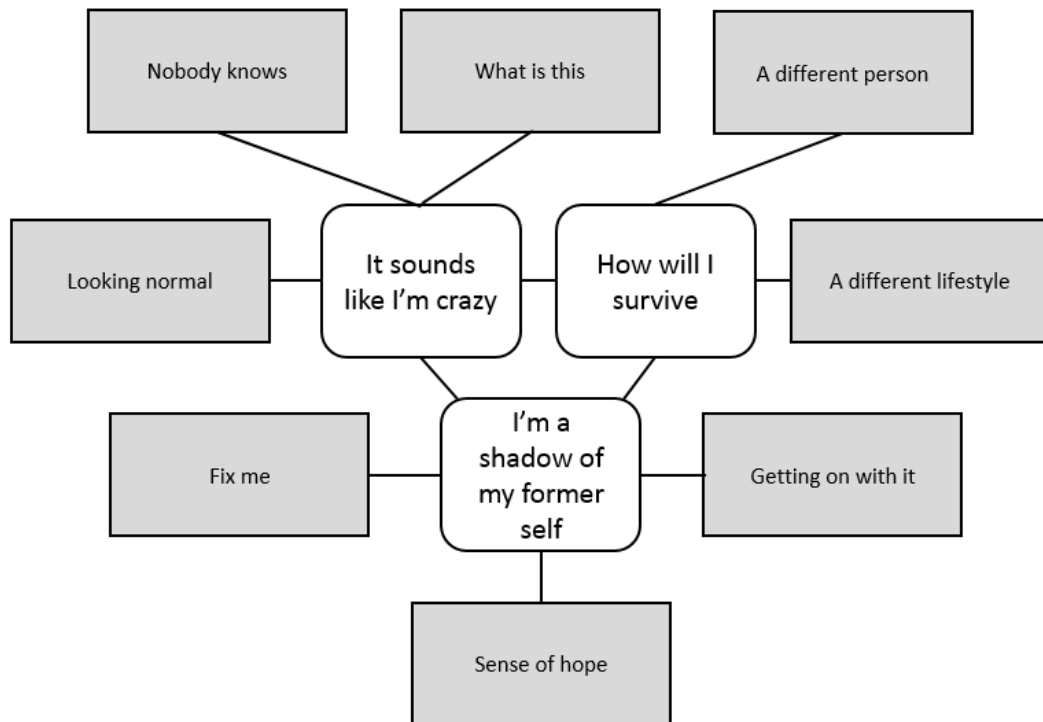 Nobody knows
What is this
A different person
Looking normal
It sounds
like I'm crazy
How will I
survive
A different lifestyle
Fix me
I'm a
shadow of
my former
self
Getting on with it
Sense of hope